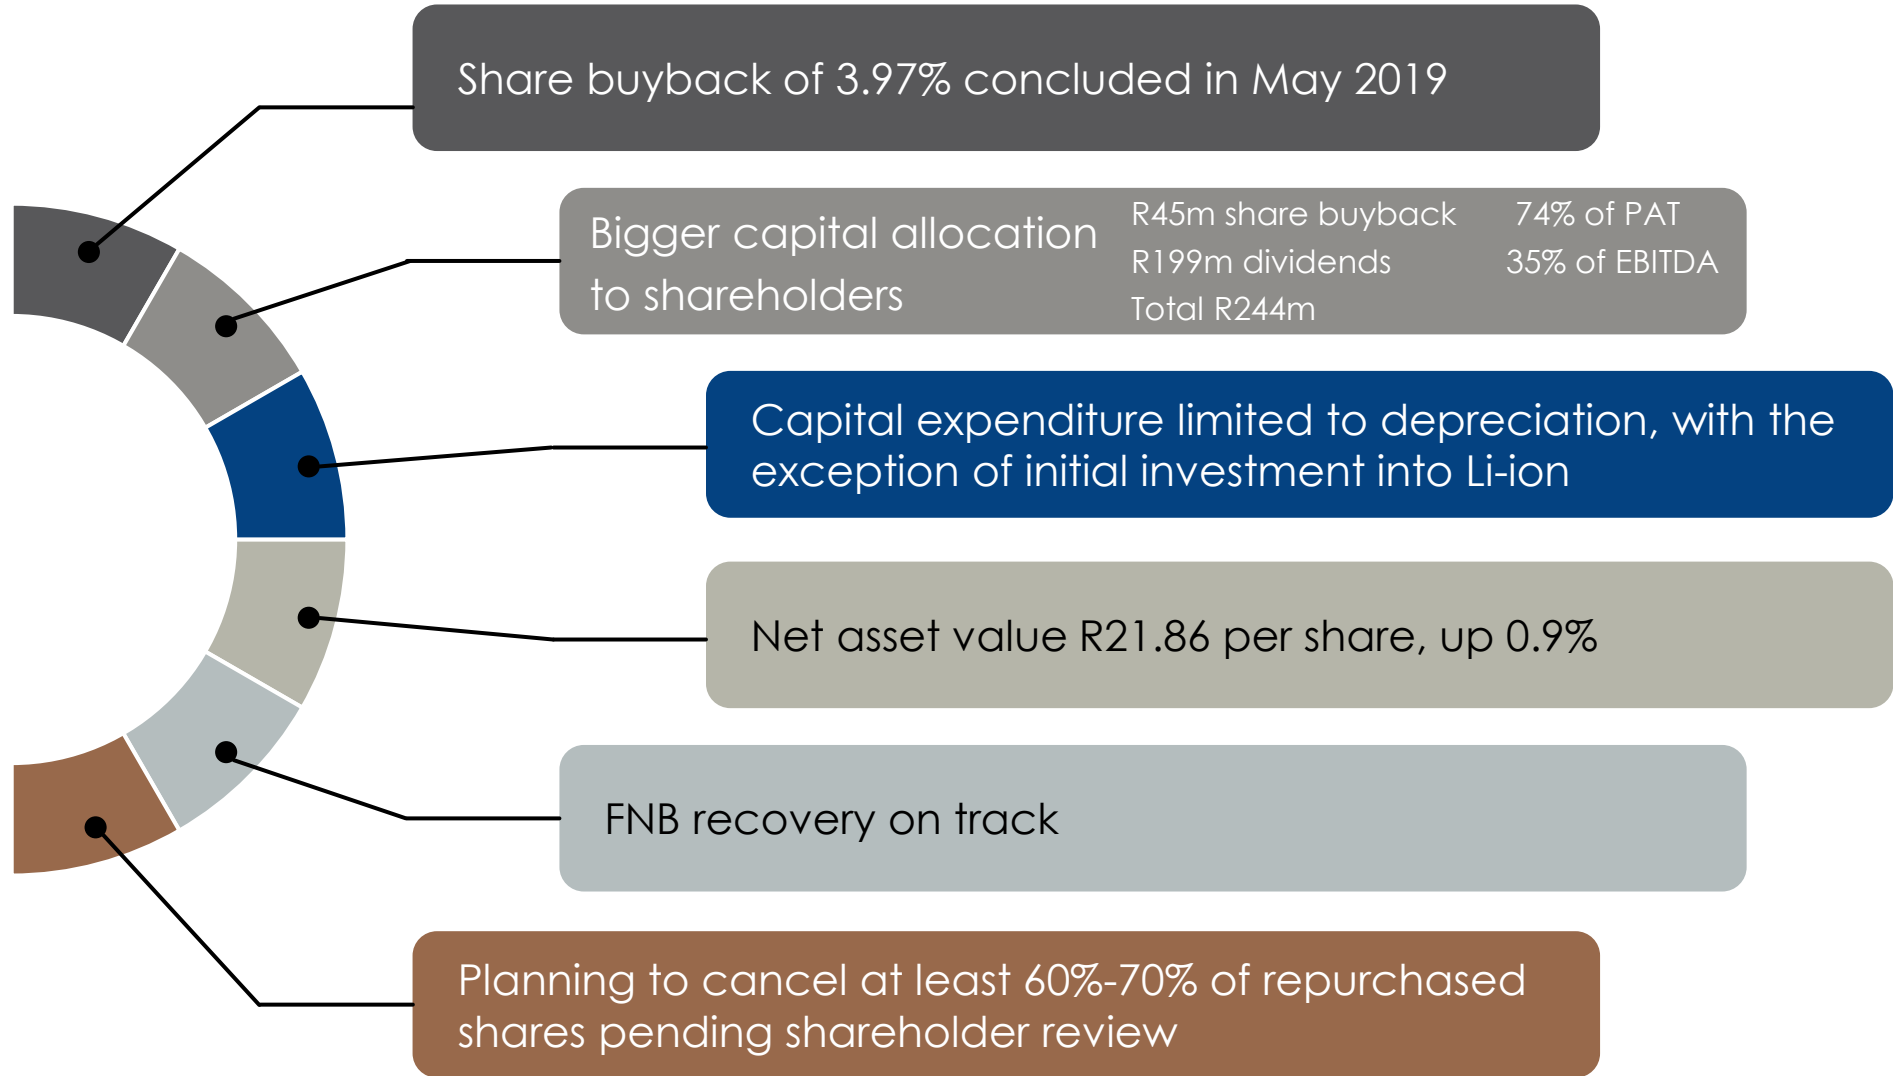 Share buyback of 3.97% concluded in May 2019
Bigger capital allocation
to shareholders
R45m share buyback 74% of PAT
R199m dividends 35% of EBITDA
Total R244m
Capital expenditure limited to depreciation, with the
exception of initial investment into Li-ion
Net asset value R21.86 per share, up 0.9%
FNB recovery on track
Planning to cancel at least 60%-70% of repurchased
shares pending shareholder review